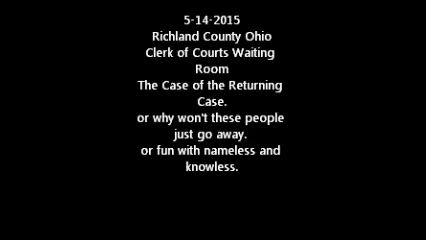 5-14-2015
Richland County Ohio
Clerk of Courts Waiting
Room
The Case of the Returning
Case.
or why won't these people
just go away.
or fun with nameless and
knowless.